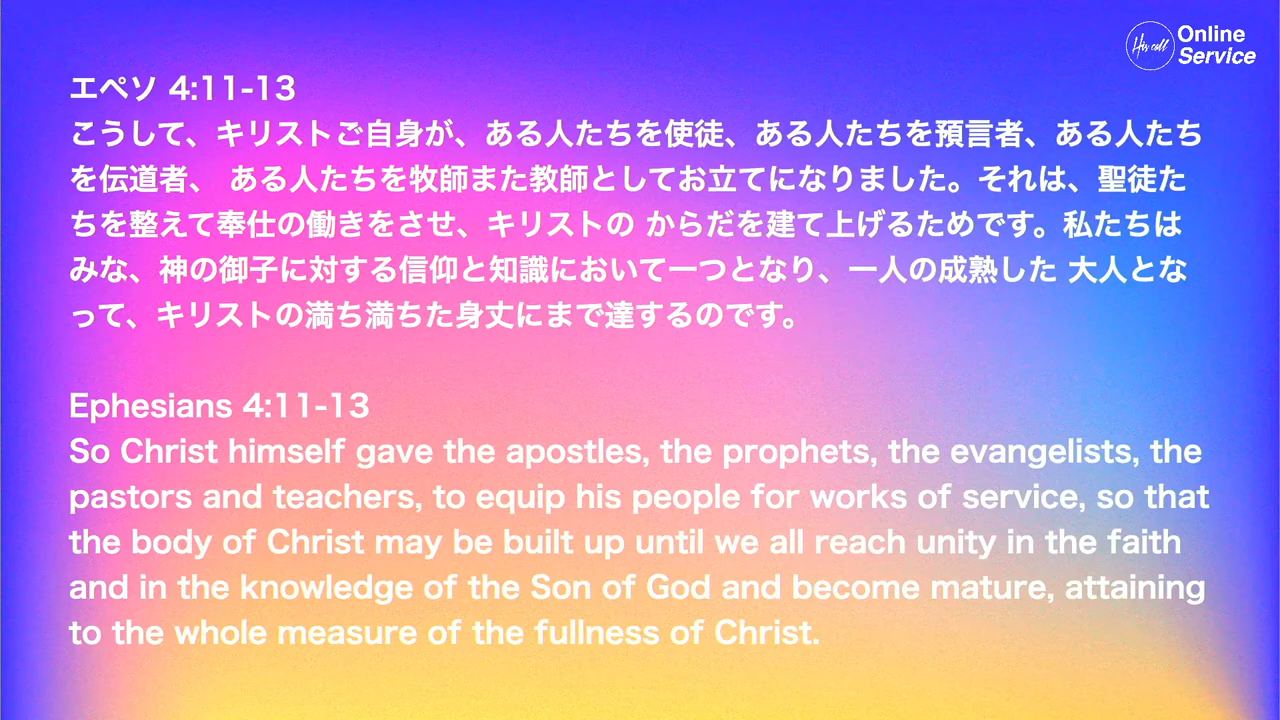 His call
Online
Service
エペソ 4:11-13
こうして、キリストご自身が、ある人たちを使徒、ある人たちを預言者、ある人たち
を伝道者、 ある人たちを牧師また教師としてお立てになりました。それは、聖徒た
ちを整えて奉仕の働きをさせ、キリストの からだを建て上げるためです。私たちは
みな、神の御子に対する信仰と知識において一つとなり、一人の成熟した 大人とな
って、キリストの満ち満ちた身丈にまで達するのです。
Ephesians 4:11-13
So Christ himself gave the apostles, the prophets, the evangelists, the
pastors and teachers, to equip his people for works of service, so that
the body of Christ may be built up until we all reach unity in the faith
and in the knowledge of the Son of God and become mature, attaining
to the whole measure of the fullness of Christ.